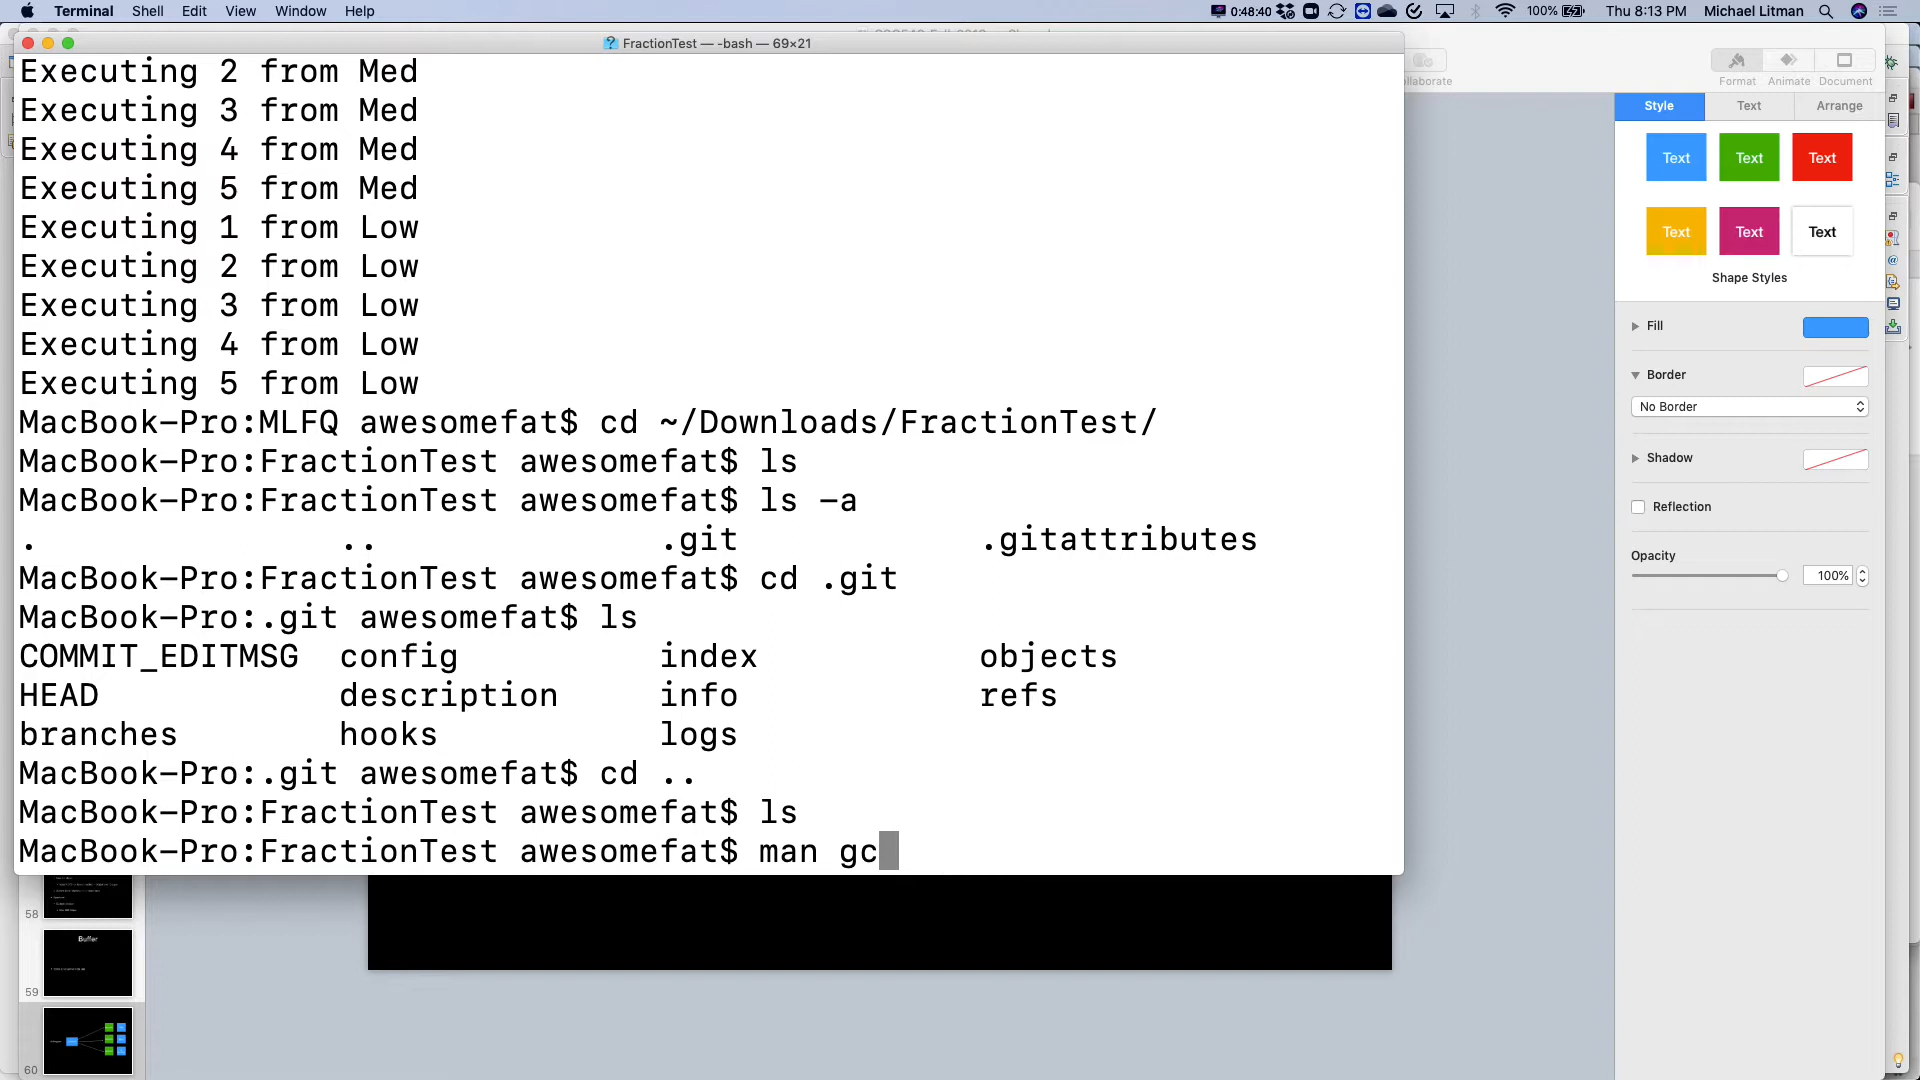 Terminal Shell Edit View Window Help
0:48:40 100% Thu 8:13 PM Michael Litman
FractionTest — -bash — 69×21
Executing 2 from Med
Executing 3 from Med
Executing 4 from Med
Executing 5 from Med
Executing 1 from Low
Executing 2 from Low
Executing 3 from Low
Executing 4 from Low
Executing 5 from Low
MacBook-Pro:MLFQ awesomefat$ cd ~/Downloads/FractionTest/
MacBook-Pro:FractionTest awesomefat$ ls
MacBook-Pro:FractionTest awesomefat$ ls -a
. .. .git .gitattributes
MacBook-Pro:FractionTest awesomefat$ cd .git
MacBook-Pro:.git awesomefat$ ls
COMMIT_EDITMSG config index objects
HEAD description info refs
branches hooks logs
MacBook-Pro:.git awesomefat$ cd ..
MacBook-Pro:FractionTest awesomefat$ ls
MacBook-Pro:FractionTest awesomefat$ man gc
58
Buffer
59
60
llaborate
Format Animate Document
Style Text Arrange
Text Text Text
Text Text Text
Shape Styles
Fill
Border
No Border
Shadow
Reflection
Opacity
100%